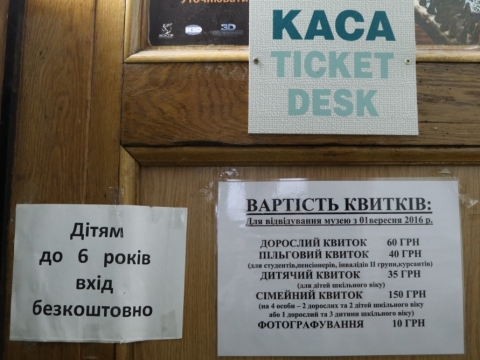 КАСА
TICKET
DESK
3D
Дітям
до 6 років
вхід
безкоштовно
ВАРТІСТЬ КВИТКІВ:
Для відвідування музею з 01вересня 2016 р.
ДОРОСЛИЙ КВИТОК 60 ГРН
ПІЛЬГОВИЙ КВИТОК 40 ГРН
(для студентів,пенсіонерів, інвалідів ІІ групи,курсантів)
ДИТЯЧИЙ КВИТОК 35 ГРН
(для дітей шкільного віку)
СІМЕЙНИЙ КВИТОК 150 ГРН
(на 4 особи – 2 дорослих та 2 дітей шкільного віку
або 1 дорослий та 3 дитини шкільного віку)
ФОТОГРАФУВАННЯ 10 ГРН